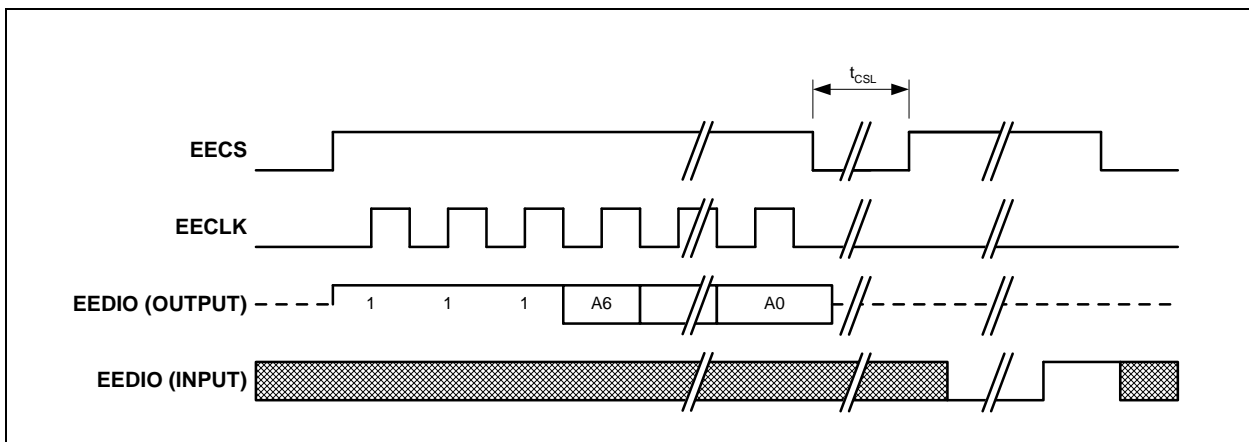 tCSL
EECS
EECLK
EEDIO (OUTPUT) 1 1 1 A6 A0
EEDIO (INPUT)